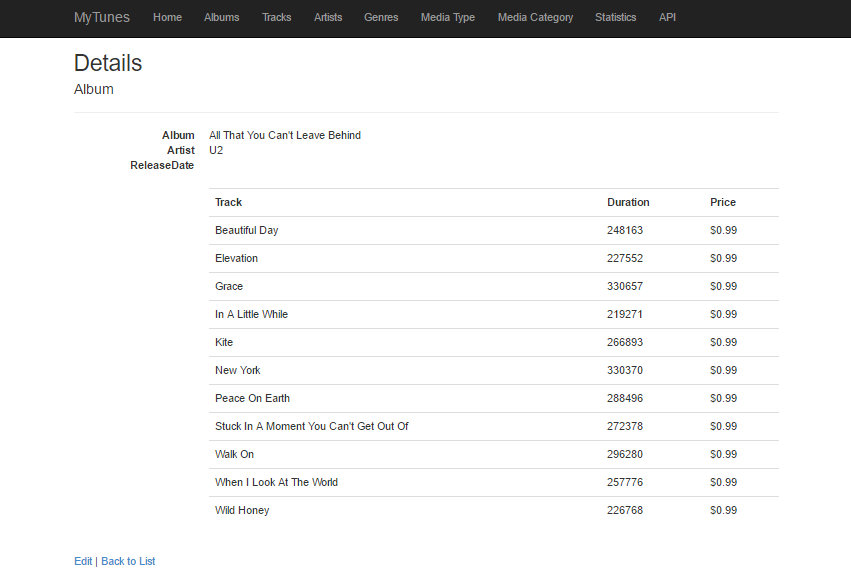 MyTunes Home Albums Tracks Artists Genres Media Type Media Category Statistics API
Details
Album
Album All That You Can't Leave Behind
Artist U2
ReleaseDate
Track Duration Price
Beautiful Day 248163 $0.99
Elevation 227552 $0.99
Grace 330657 $0.99
In A Little While 219271 $0.99
Kite 266893 $0.99
New York 330370 $0.99
Peace On Earth 288496 $0.99
Stuck In A Moment You Can't Get Out Of 272378 $0.99
Walk On 296280 $0.99
When I Look At The World 257776 $0.99
Wild Honey 226768 $0.99
Edit | Back to List